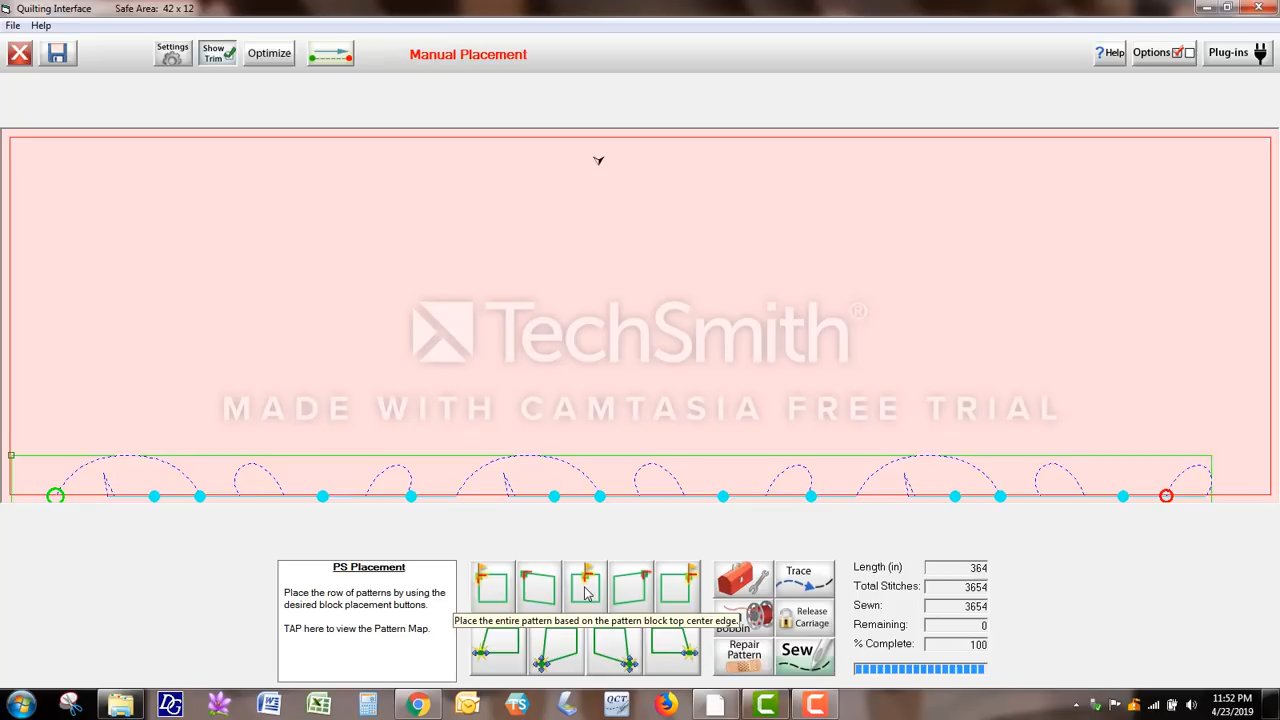 Quilting Interface Safe Area: 42 x 12
File Help
Settings
Show
Trim
Optimize
Manual Placement
?Help
Options
Plug-ins
TechSmith®
MADE WITH CAMTASIA FREE TRIAL
PS Placement
Place the row of patterns by using the
desired block placement buttons.
TAP here to view the Pattern Map.
Place the entire pattern based on the pattern block top center edge.
Bobbin
Trace
Release
Carriage
Repair
Pattern
Sew
Length (in) 364
Total Stitches: 3654
Sewn: 3654
Remaining: 0
% Complete: 100
DG
W
TS
QCT
C
C
11:52 PM
4/23/2019